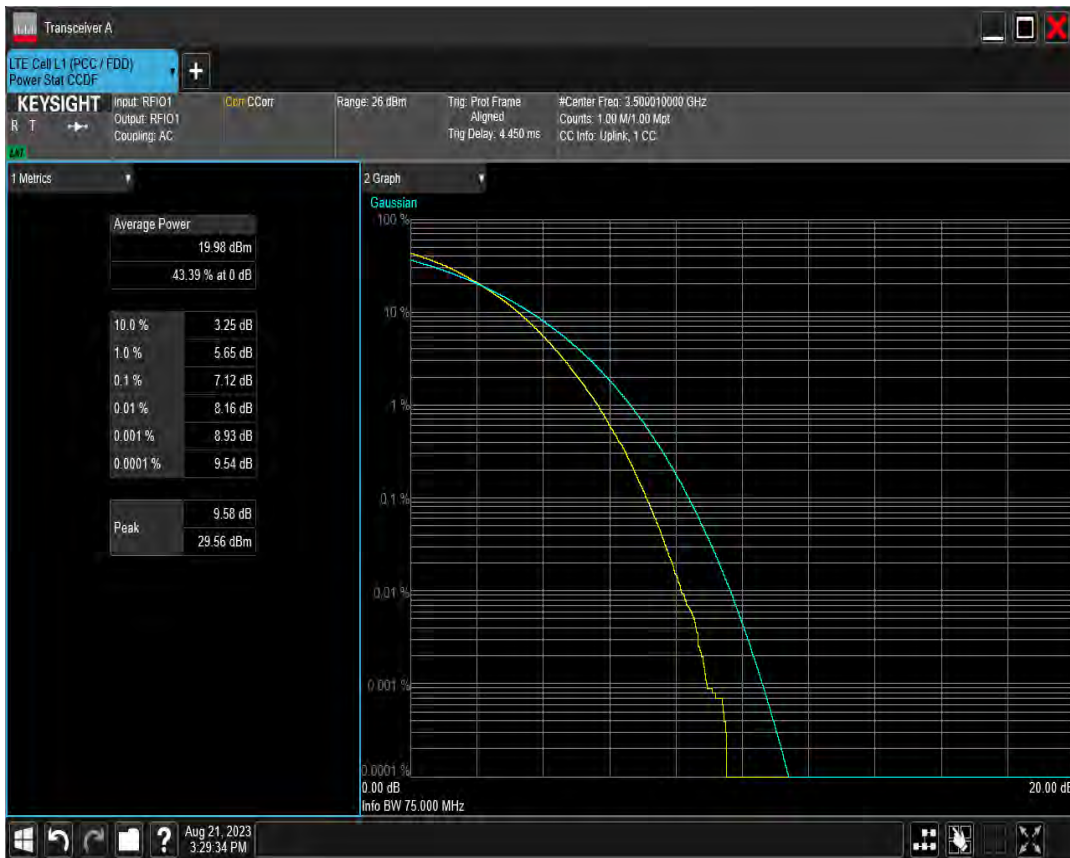 Transceiver A
LTE Cell L1 (PCC / FDD)
Power Stat CCDF
+
KEYSIGHT
R T
Input: RFIO1
Output: RFIO1
Coupling: AC
Corr CCorr
Range: 26 dBm
Trig: Prot Frame
Aligned
Trig Delay: 4.450 ms
#Center Freq: 3.500010000 GHz
Counts: 1.00 M/1.00 Mpt
CC Info: Uplink, 1 CC
1 Metrics
Average Power
19.98 dBm
43.39 % at 0 dB
10.0 % 3.25 dB
1.0 % 5.65 dB
0.1 % 7.12 dB
0.01 % 8.16 dB
0.001 % 8.93 dB
0.0001 % 9.54 dB
Peak
9.58 dB
29.56 dBm
2 Graph
Gaussian
100 %
10 %
1 %
0.1 %
0.01 %
0.001 %
0.0001 %
0.00 dB
20.00 dB
Info BW 75.000 MHz
?
Aug 21, 2023
3:29:34 PM